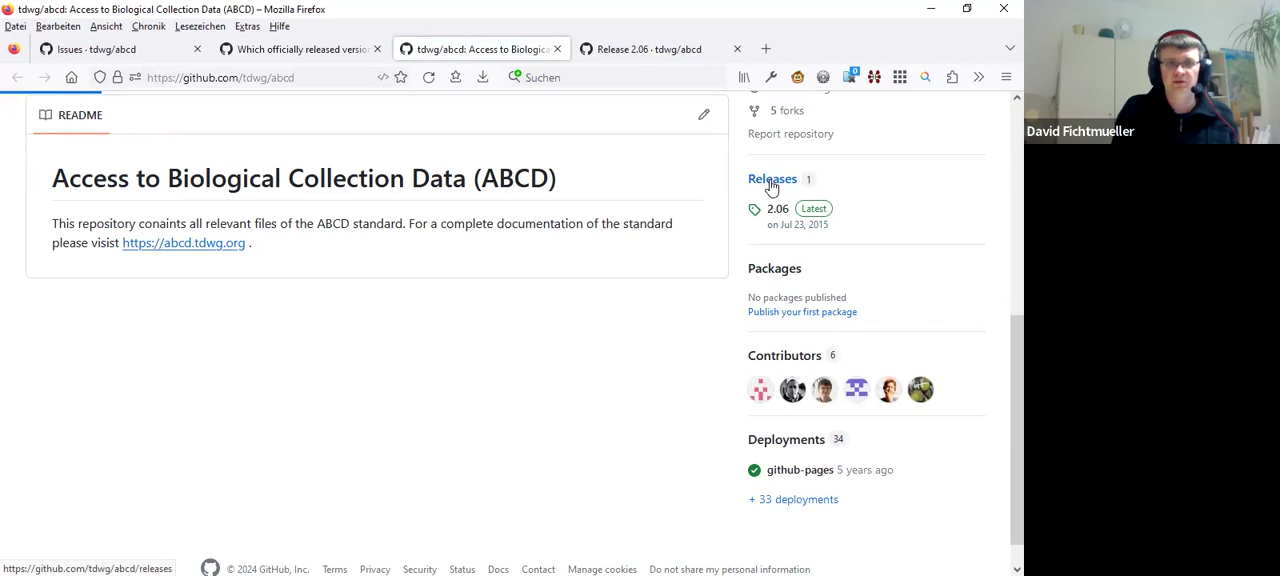 tdwg/abcd: Access to Biological Collection Data (ABCD) – Mozilla Firefox
Datei Bearbeiten Ansicht Chronik Lesezeichen Extras Hilfe
Issues · tdwg/abcd
Which officially released versio
tdwg/abcd: Access to Biologica
Release 2.06 · tdwg/abcd
https://github.com/tdwg/abcd
0
Suchen
README
Access to Biological Collection Data (ABCD)
This repository conaints all relevant files of the ABCD standard. For a complete documentation of the standard
please visist https://abcd.tdwg.org .
5 forks
Report repository
Releases 1
2.06 Latest
on Jul 23, 2015
Packages
No packages published
Publish your first package
Contributors 6
Deployments 34
github-pages 5 years ago
+ 33 deployments
https://github.com/tdwg/abcd/releases
© 2024 GitHub, Inc. Terms Privacy Security Status Docs Contact Manage cookies Do not share my personal information
David Fichtmueller